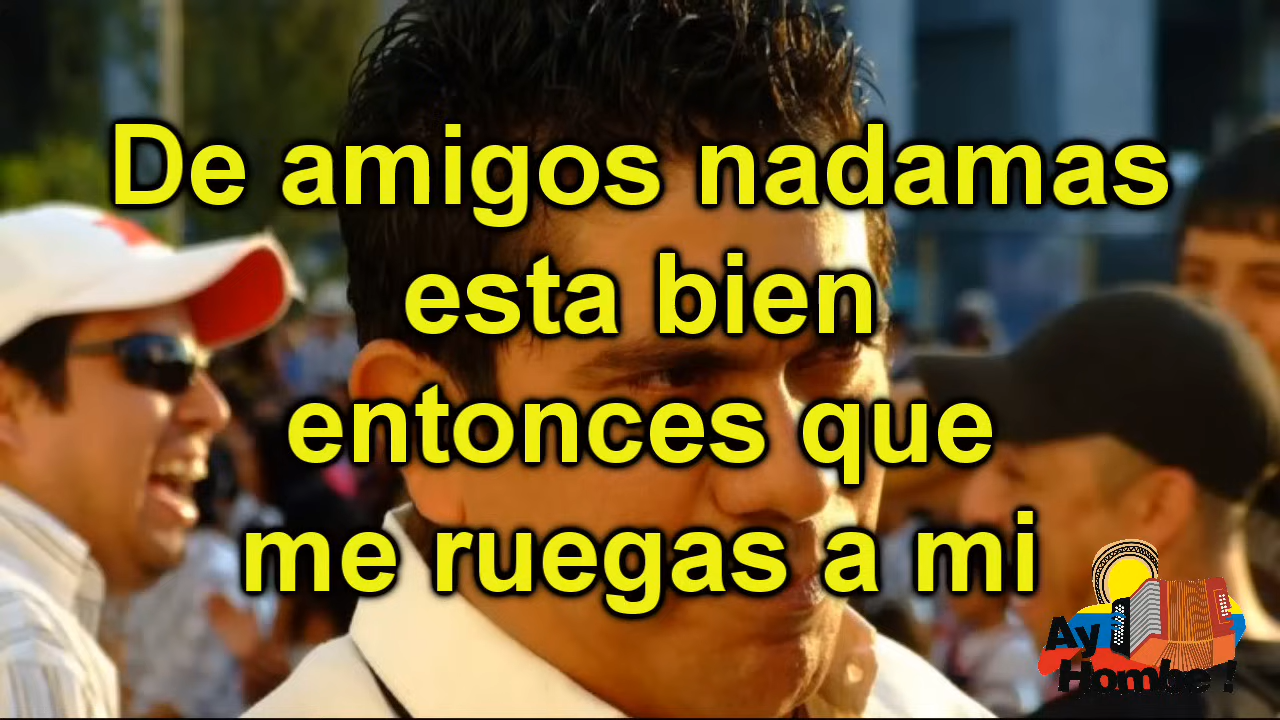 De amigos nadamas
esta bien
entonces que
me ruegas a mi
Ay
Hombe !